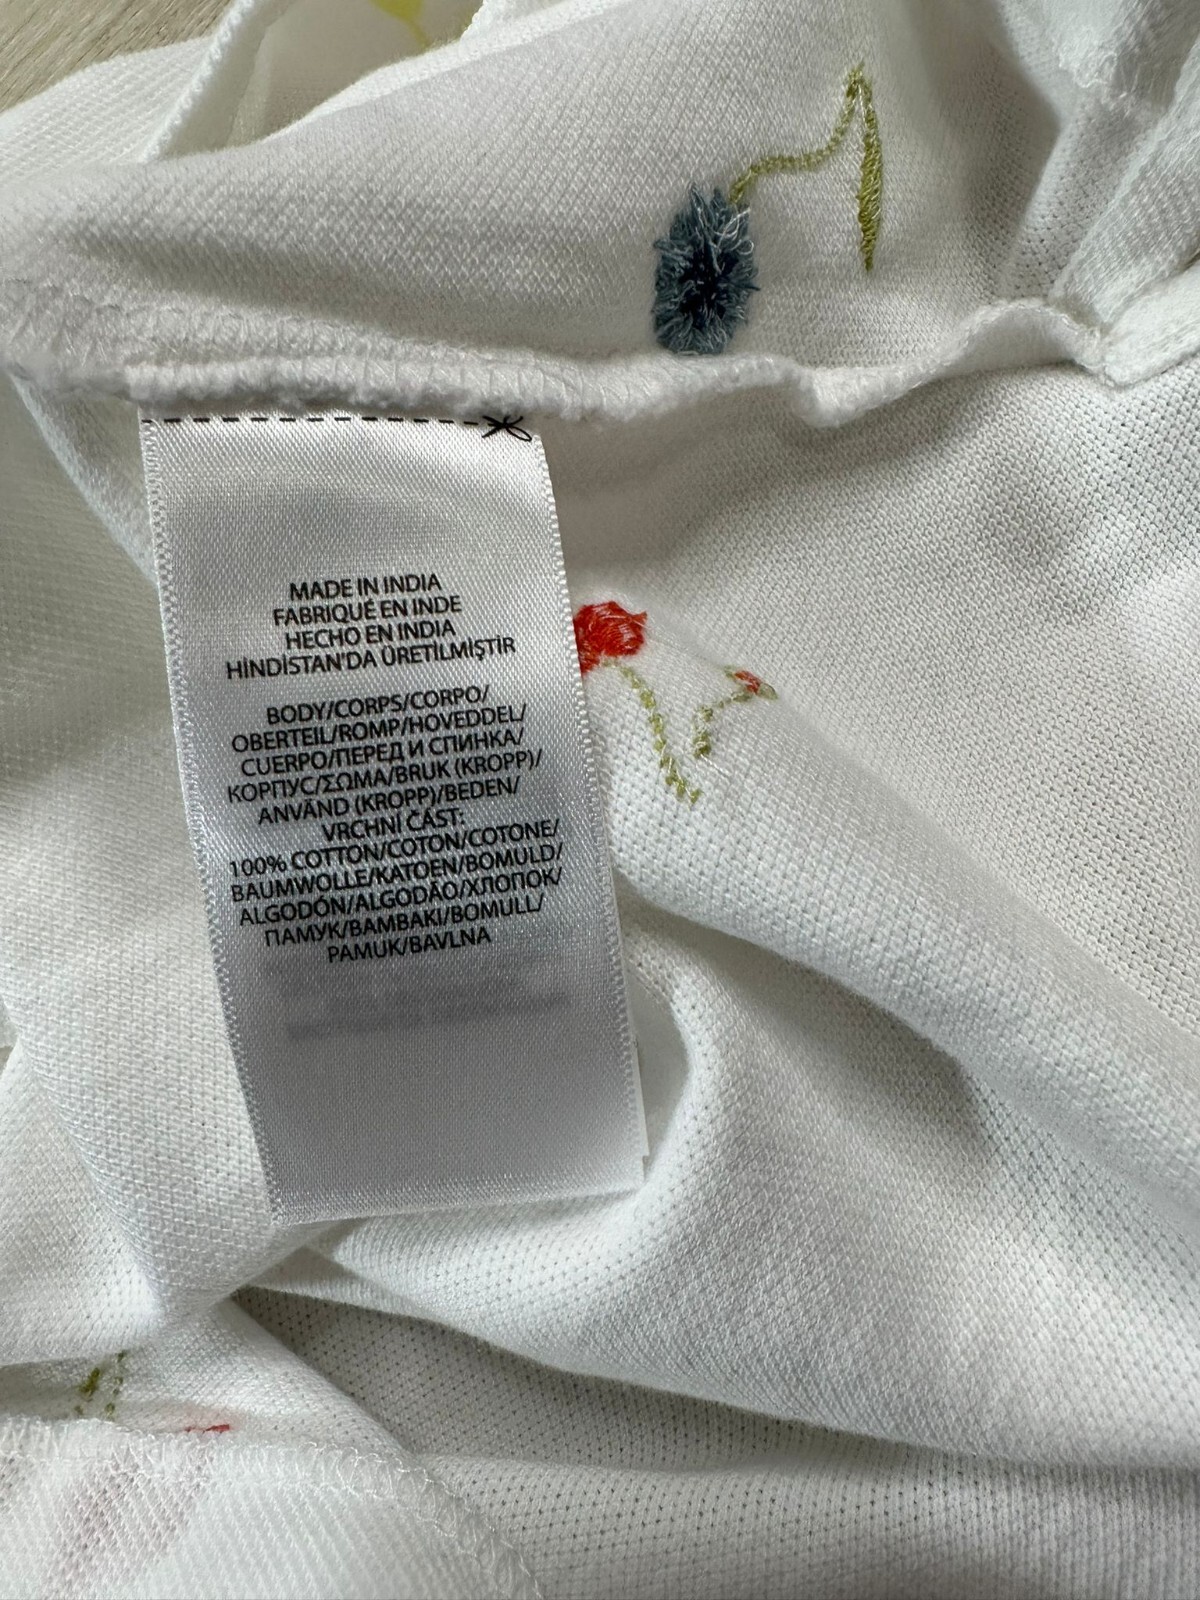 MADE IN INDIA
FABRIQUÉ EN INDE
HECHO EN INDIA
HİNDİSTAN'DA ÜRETİLMİŞTİR
BODY/CORPS/CORPO/
OBERTEIL/ROMP/HOVEDDEL/
CUERPO/ПЕРЕД И СПИНКА/
КОРПУС/ΣΩΜΑ/BRUK (KROPP)/
ANVÄND (KROPP)/BEDEN/
VRCHNÍ ČÁST:
100% COTTON/COTON/COTONE/
BAUMWOLLE/KATOEN/BOMULD/
ALGODÓN/ALGODÃO/ХЛОПОК/
ПАМУК/ΒΑΜΒΑΚΙ/BOMULL/
PAMUK/BAVLNA